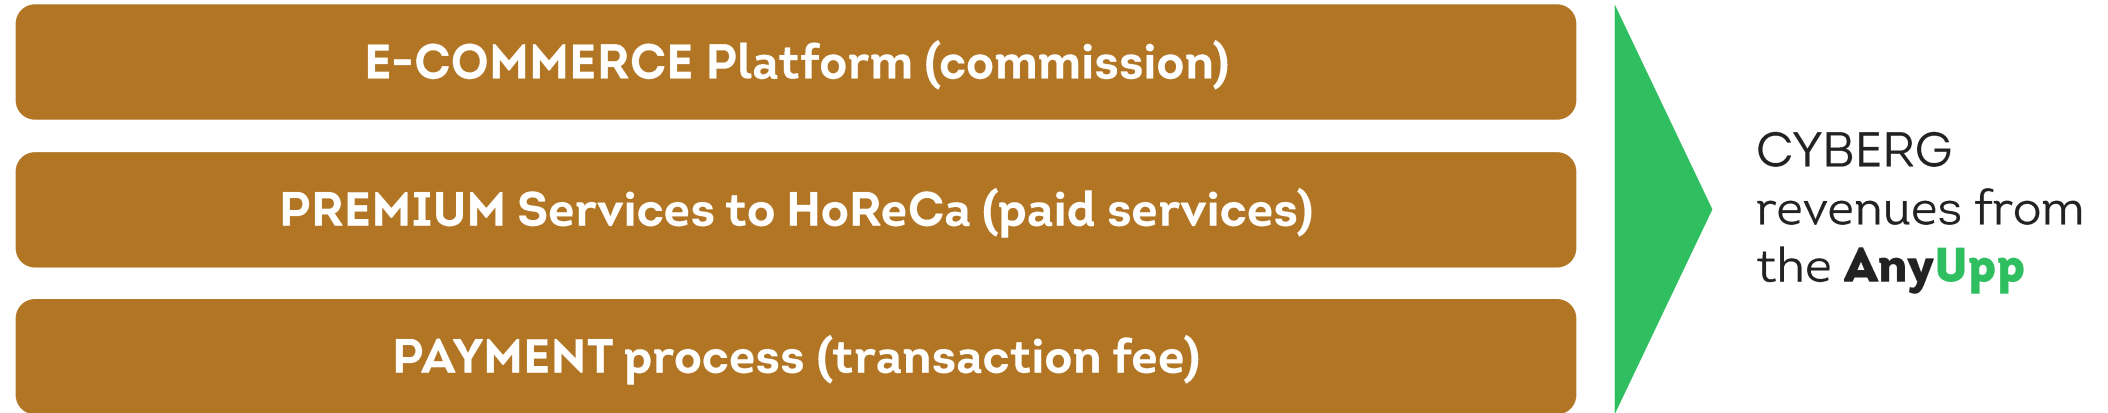 E-COMMERCE Platform (commission)
PREMIUM Services to HoReCa (paid services)
PAYMENT process (transaction fee)
CYBERG
revenues from
the AnyUpp